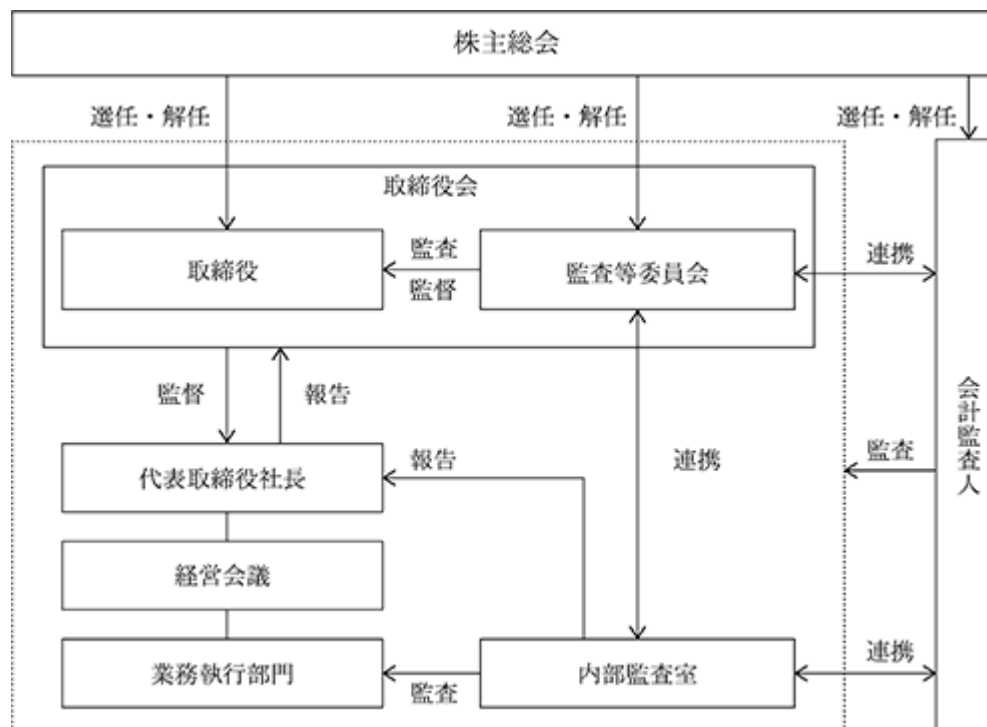 株主総会
選任・解任
選任・解任
選任・解任
取締役会
取締役
監査
監督
監査等委員会
連携
監督
報告
会計監査人
代表取締役社長
報告
連携
監査
経営会議
業務執行部門
監査
内部監査室
連携